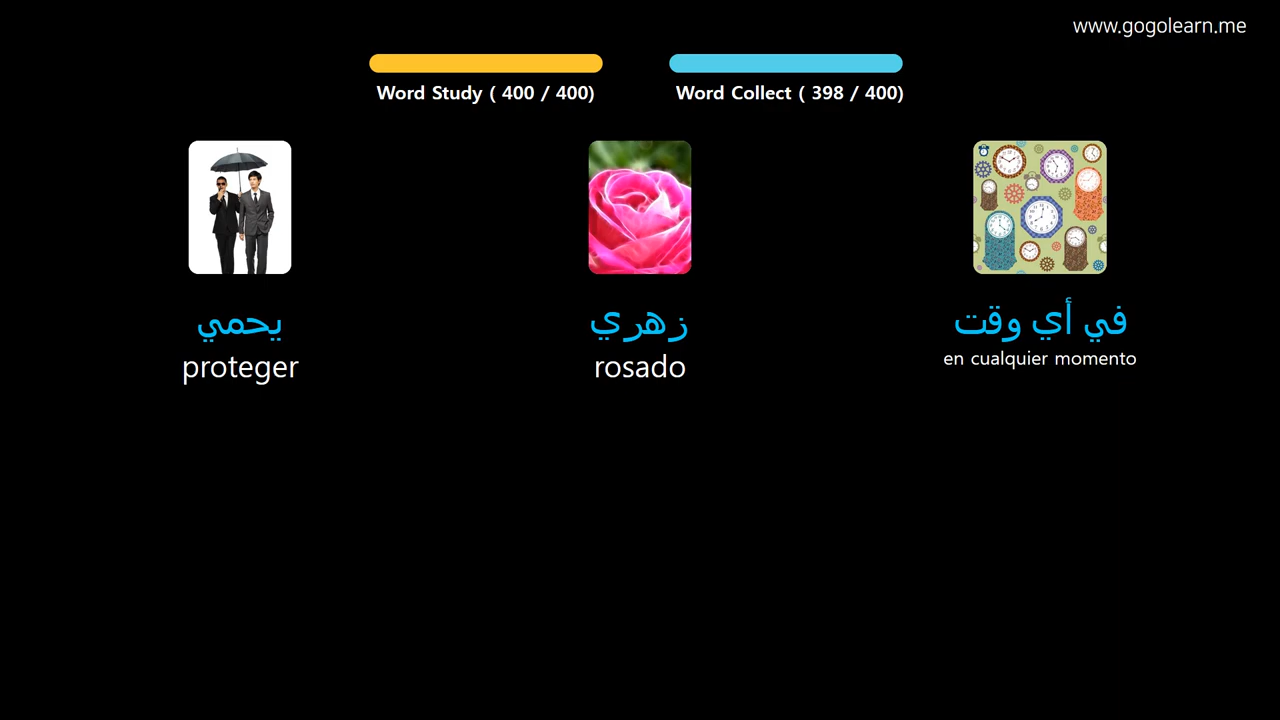 www.gogolearn.me
Word Study ( 400 / 400)
Word Collect ( 398 / 400)
يحمي
proteger
زهري
rosado
في أي وقت
en cualquier momento